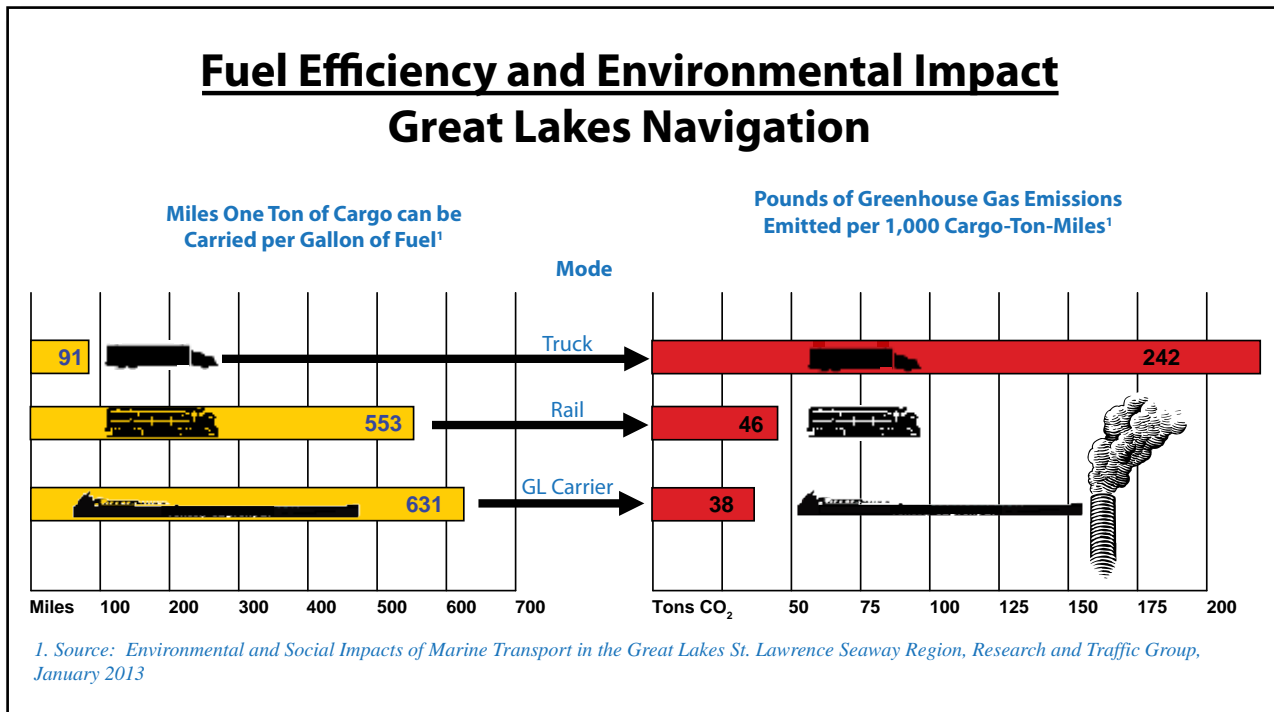 Fuel Efficiency and Environmental Impact
Great Lakes Navigation
Miles One Ton of Cargo can be
Carried per Gallon of Fuel1
Pounds of Greenhouse Gas Emissions
Emitted per 1,000 Cargo-Ton-Miles1
Mode
91
Truck
242
553
Rail
46
631
GL Carrier
38
Miles 100 200 300 400 500 600 700
Tons CO2 50 75 100 125 150 175 200
1. Source: Environmental and Social Impacts of Marine Transport in the Great Lakes St. Lawrence Seaway Region, Research and Traffic Group,
January 2013